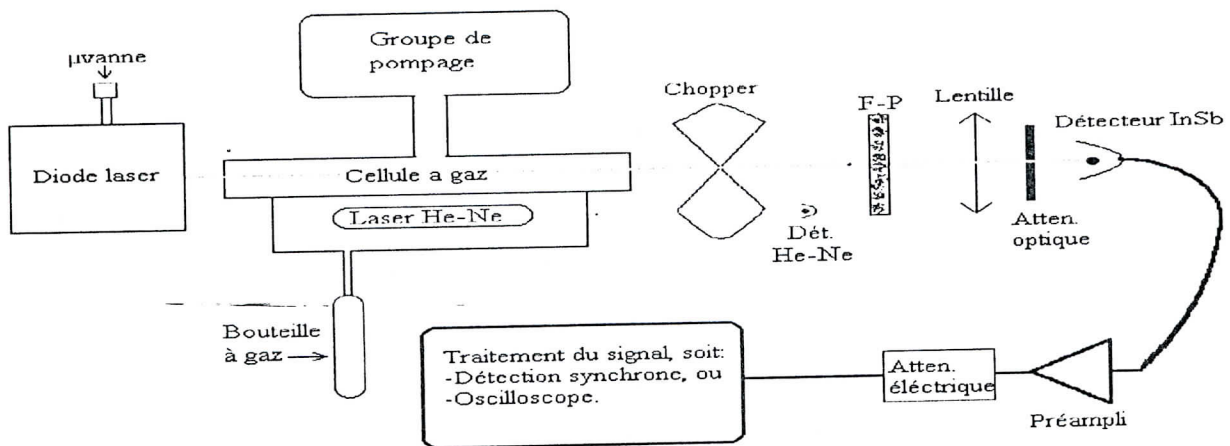 Groupe de
pompage
µvanne
Chopper
F-P
Lentille
Détecteur InSb
Diode laser
Cellule a gaz
Laser He-Ne
Dét.
He-Ne
Atten.
optique
Bouteille
à gaz
Traitement du signal, soit:
-Détection synchrone, ou
-Oscilloscope.
Atten.
éléctrique
Préampli